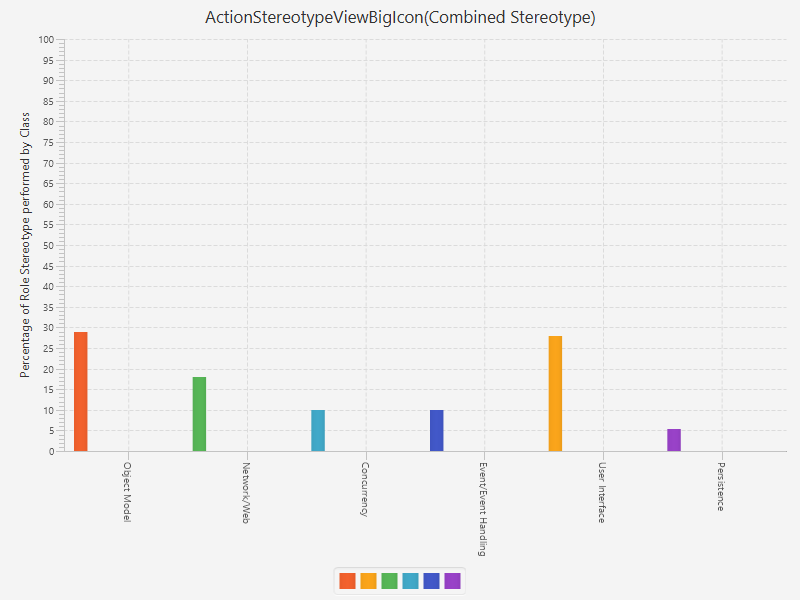 ActionStereotypeViewBigIcon(Combined Stereotype)
Percentage of Role Stereotype performed by Class
100
95
90
85
80
75
70
65
60
55
50
45
40
35
30
25
20
15
10
5
0
Object Model
Network/Web
Concurrency
Event/Event Handling
User Interface
Persistence